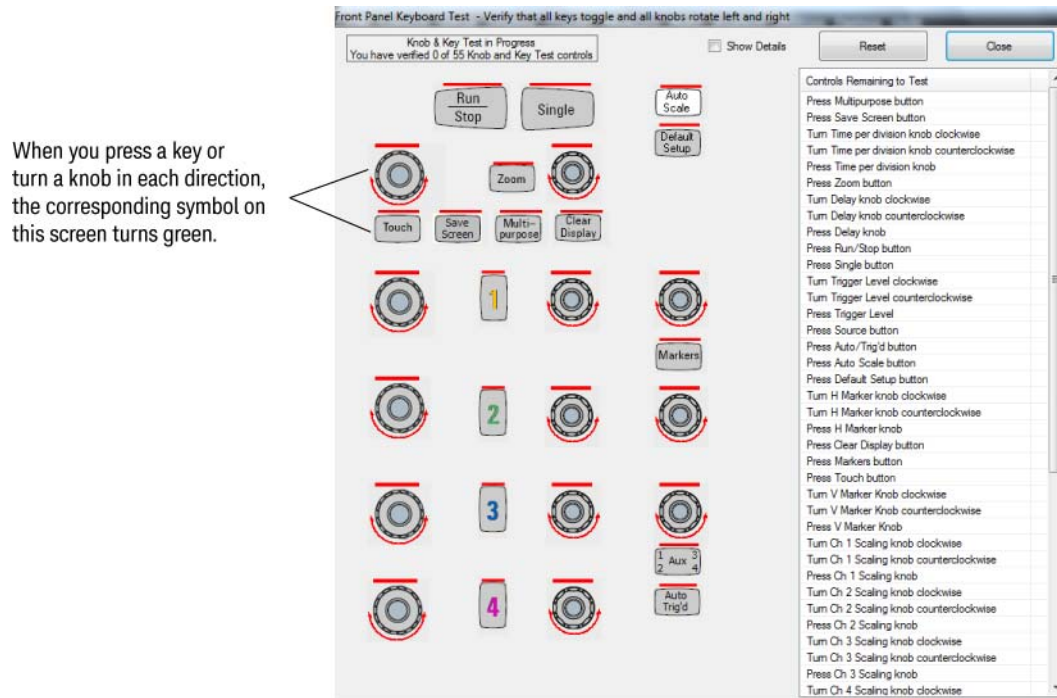 Front Panel Keyboard Test - Verify that all keys toggle and all knobs rotate left and right
Knob & Key Test in Progress
You have verified 0 of 55 Knob and Key Test controls
Show Details
Reset
Close
When you press a key or
turn a knob in each direction,
the corresponding symbol on
this screen turns green.
Run
Stop
Single
Auto
Scale
Default
Setup
Zoom
Touch
Save
Screen
Multi-
purpose
Clear
Display
1
Markers
2
3
1 Aux 3
2 4
4
Auto
Trig'd
Controls Remaining to Test
Press Multipurpose button
Press Save Screen button
Turn Time per division knob clockwise
Turn Time per division knob counterclockwise
Press Time per division knob
Press Zoom button
Turn Delay knob clockwise
Turn Delay knob counterclockwise
Press Delay knob
Press Run/Stop button
Press Single button
Turn Trigger Level clockwise
Turn Trigger Level counterclockwise
Press Trigger Level
Press Source button
Press Auto/Trig'd button
Press Auto Scale button
Press Default Setup button
Turn H Marker knob clockwise
Turn H Marker knob counterclockwise
Press H Marker knob
Press Clear Display button
Press Markers button
Press Touch button
Turn V Marker Knob clockwise
Turn V Marker Knob counterclockwise
Press V Marker Knob
Turn Ch 1 Scaling knob clockwise
Turn Ch 1 Scaling knob counterclockwise
Press Ch 1 Scaling knob
Turn Ch 2 Scaling knob clockwise
Turn Ch 2 Scaling knob counterclockwise
Press Ch 2 Scaling knob
Turn Ch 3 Scaling knob clockwise
Turn Ch 3 Scaling knob counterclockwise
Press Ch 3 Scaling knob
Turn Ch 4 Scaling knob clockwise